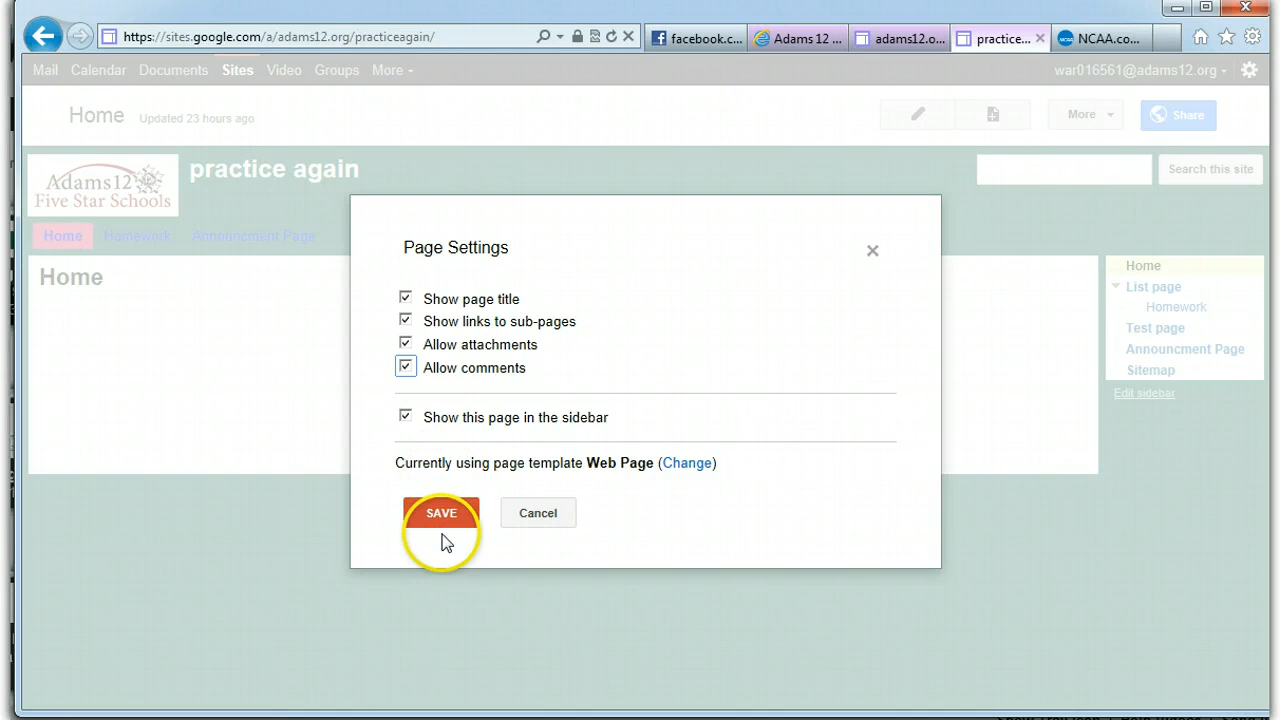 https://sites.google.com/a/adams12.org/practiceagain/
facebook.c...
Adams 12 ...
adams12.o...
practice...
NCAA.co...
Mail Calendar Documents Sites Video Groups More
war016561@adams12.org
Home Updated 23 hours ago
More
Share
Adams12
Five Star Schools
practice again
Search this site
Home Homework Announcment Page
Home
Page Settings
Show page title
Show links to sub-pages
Allow attachments
Allow comments
Show this page in the sidebar
Currently using page template Web Page (Change)
SAVE Cancel
Home
List page
Homework
Test page
Announcment Page
Sitemap
Edit sidebar